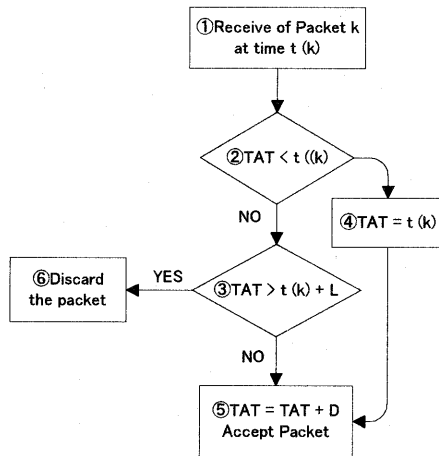 ①Receive of Packet k
at time t (k)
②TAT < t ((k)
NO
④TAT = t (k)
③TAT > t (k) + L
YES
⑥Discard
the packet
NO
⑤TAT = TAT + D
Accept Packet